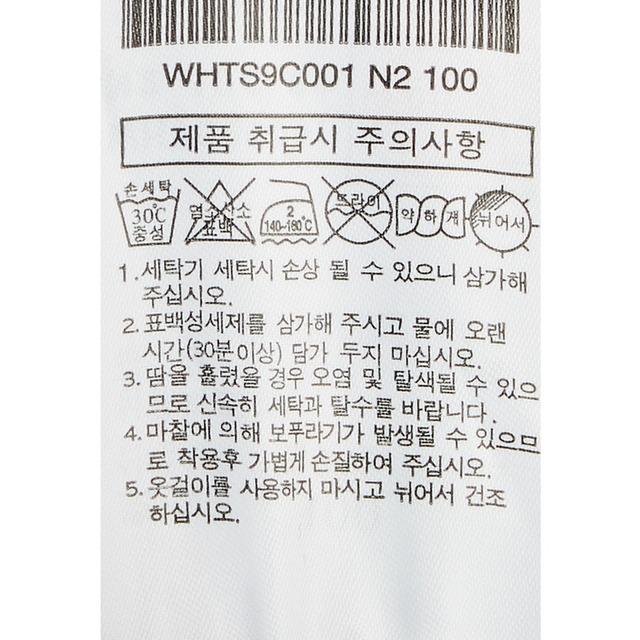 WHTS9C001 N2 100
제품 취급시 주의사항
손세탁 30℃ 중성
염소산소 표백
2 140~160℃
드라이
약하게
뉘어서
1. 세탁기 세탁시 손상 될 수 있으니 삼가해
주십시오.
2. 표백성세제를 삼가해 주시고 물에 오랜
시간(30분이상) 담가 두지 마십시오.
3. 땀을 흘렸을 경우 오염 및 탈색될 수 있으
므로 신속히 세탁과 탈수를 바랍니다.
4. 마찰에 의해 보푸라기가 발생될 수 있으므
로 착용후 가볍게 손질하여 주십시오.
5. 옷걸이를 사용하지 마시고 뉘어서 건조
하십시오.